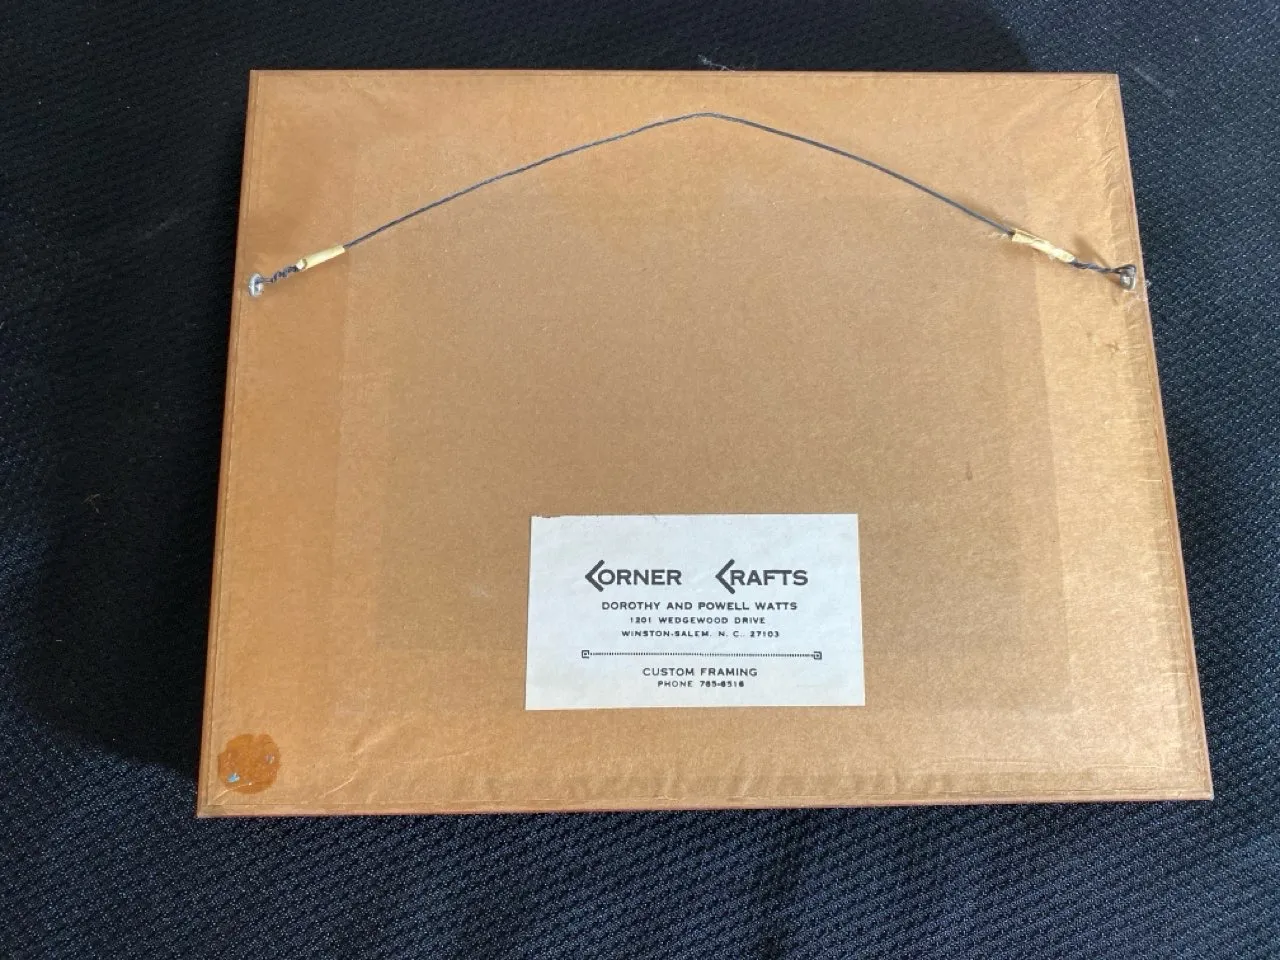 CORNER CRAFTS
DOROTHY AND POWELL WATTS
1201 WEDGEWOOD DRIVE
WINSTON-SALEM, N. C. 27103
CUSTOM FRAMING
PHONE 765-6516